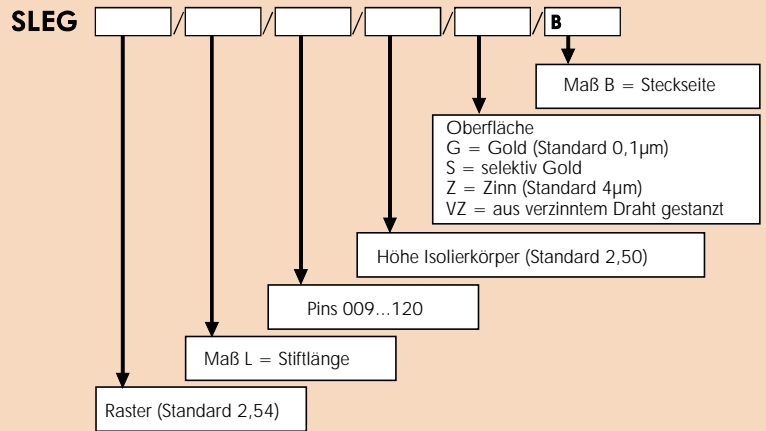 SLEG / / / / / B
Maß B = Steckseite
Oberfläche
G = Gold (Standard 0,1µm)
S = selektiv Gold
Z = Zinn (Standard 4µm)
VZ = aus verzinntem Draht gestanzt
Höhe Isolierkörper (Standard 2,50)
Pins 009...120
Maß L = Stiftlänge
Raster (Standard 2,54)